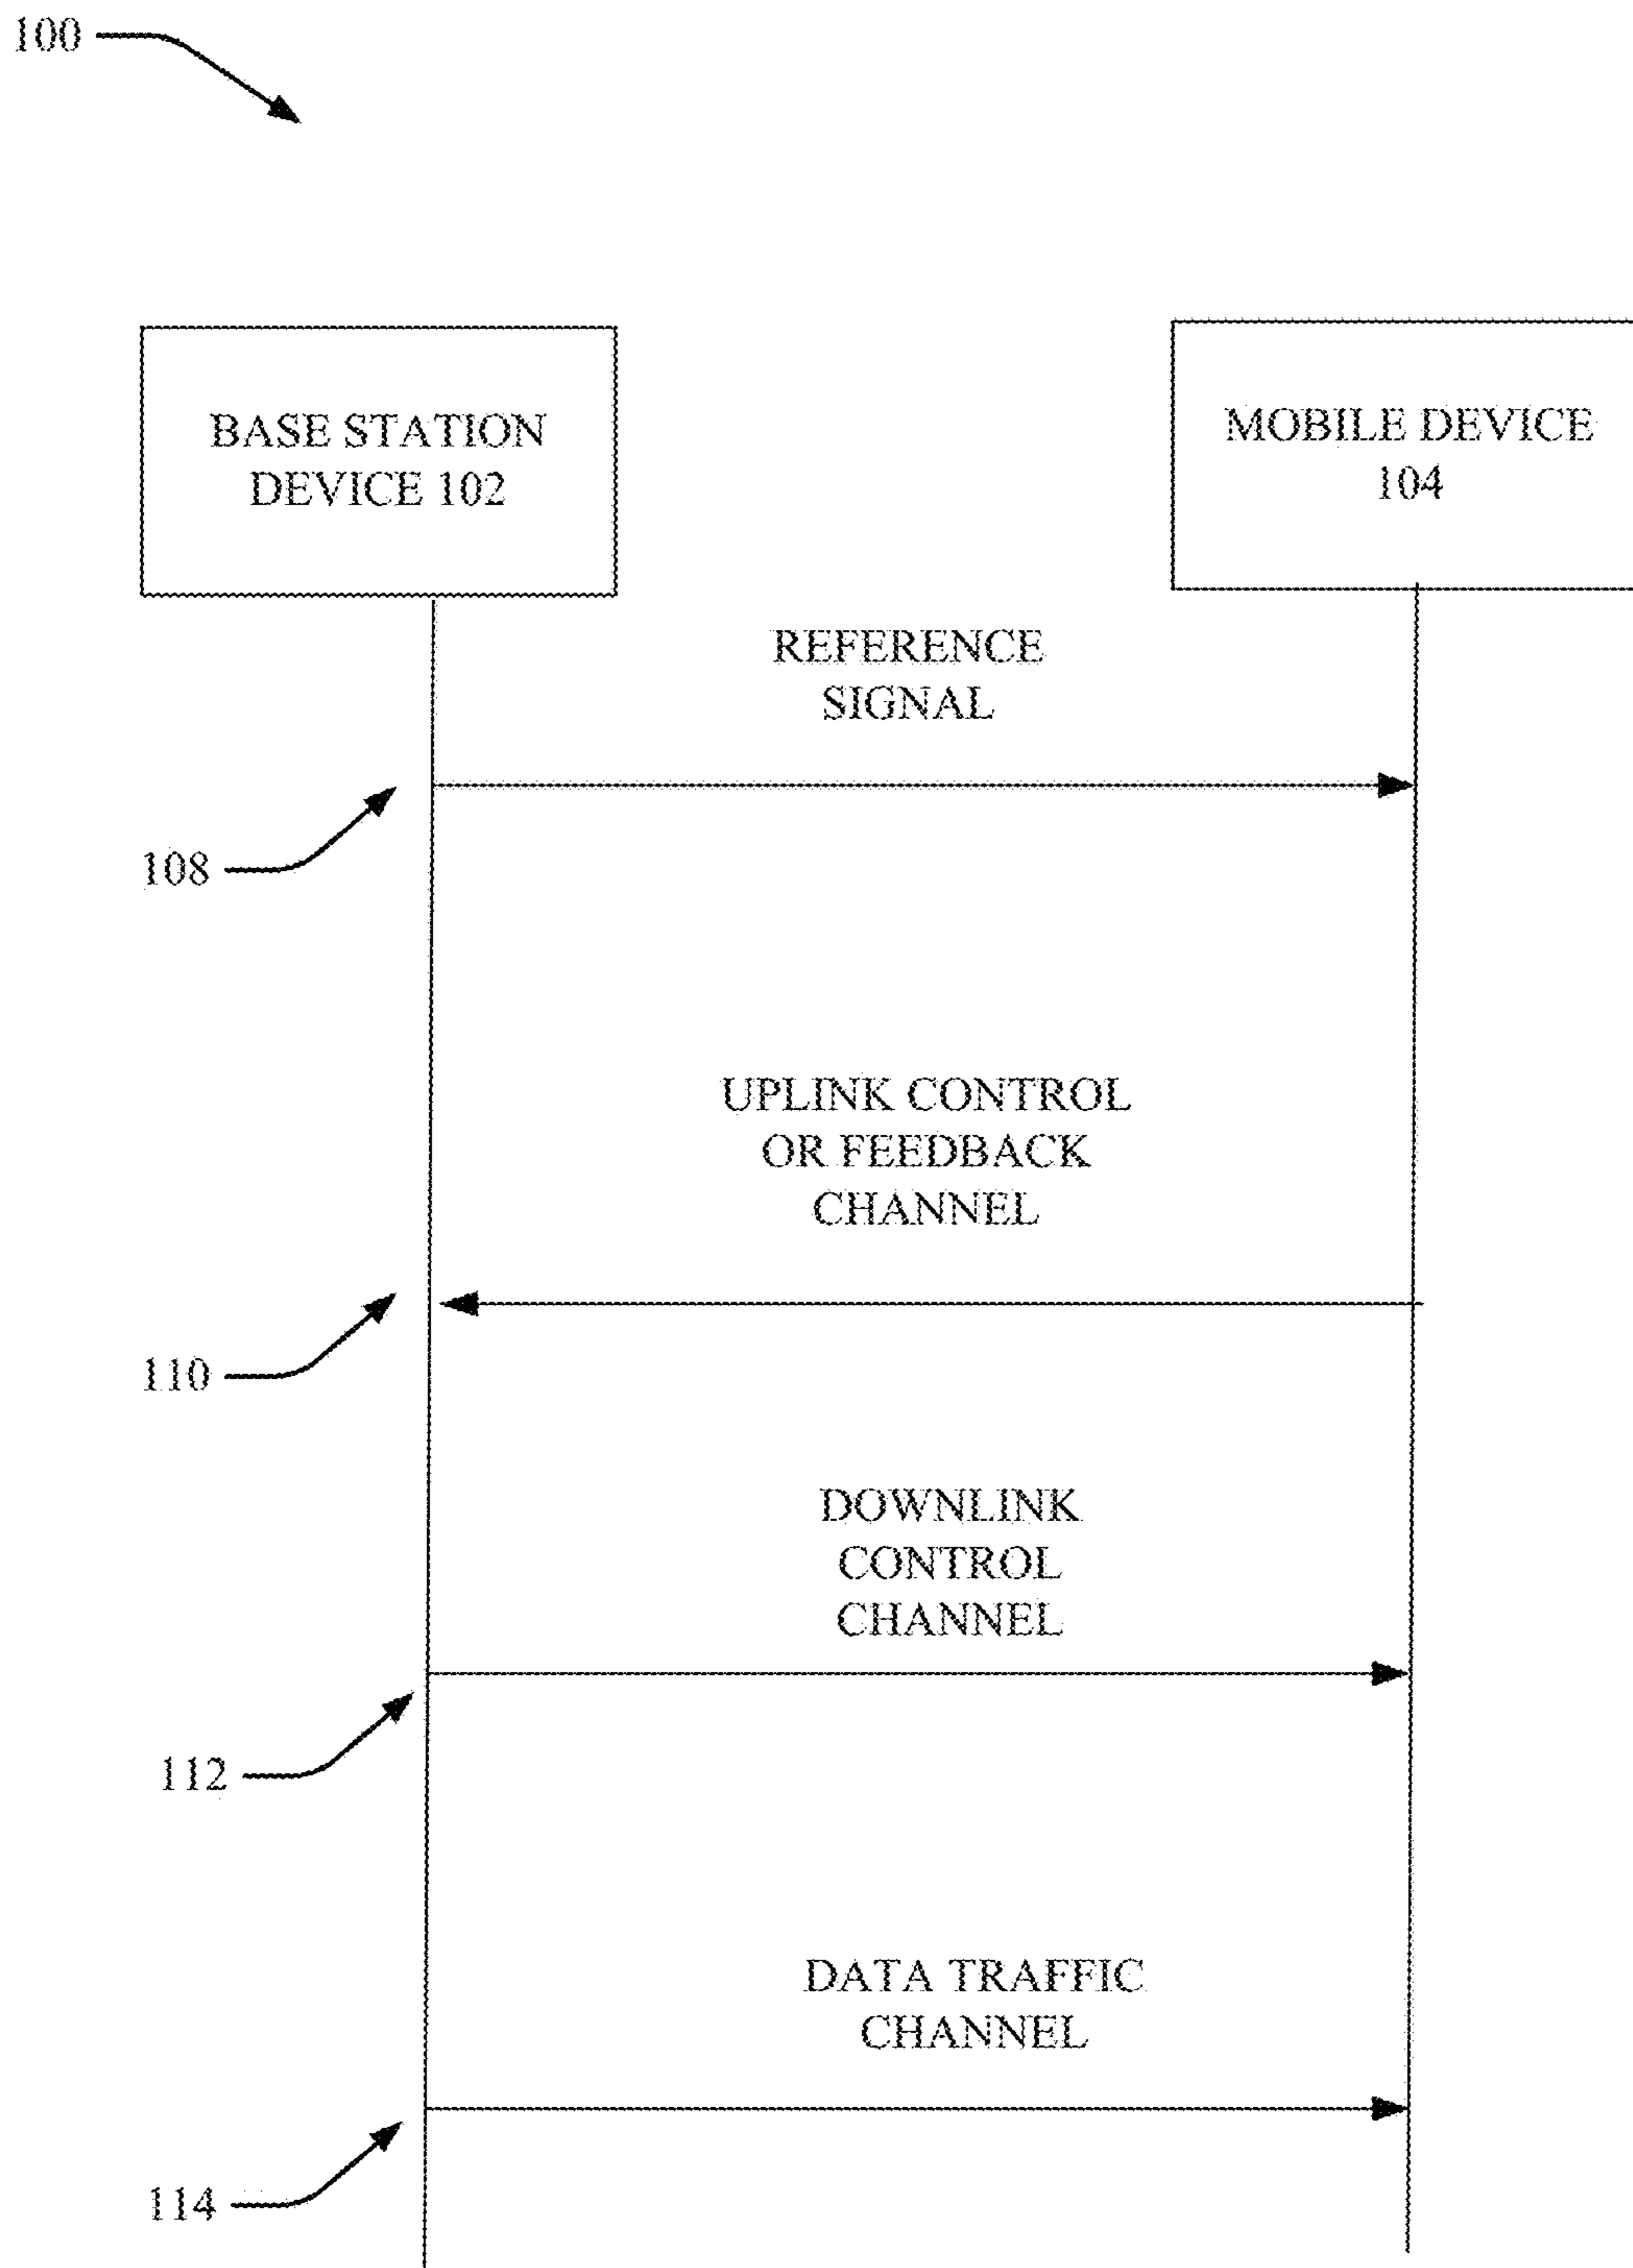 100
BASE STATION
DEVICE 102
MOBILE DEVICE
104
REFERENCE
SIGNAL
108
UPLINK CONTROL
OR FEEDBACK
CHANNEL
110
DOWNLINK
CONTROL
CHANNEL
112
DATA TRAFFIC
CHANNEL
114